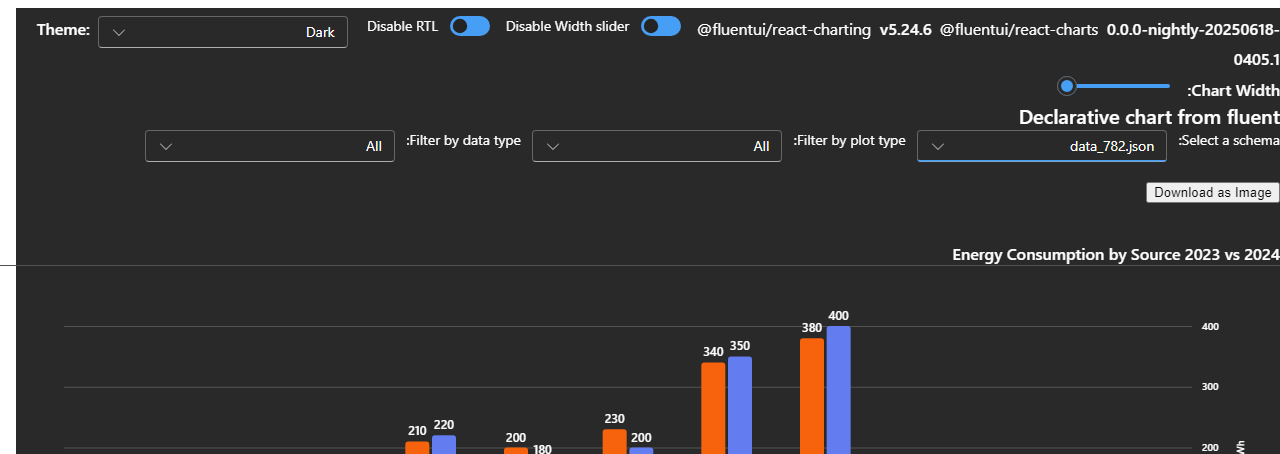 Theme: Dark Disable RTL Disable Width slider @fluentui/react-charting v5.24.6 @fluentui/react-charts 0.0.0-nightly-20250618-
0405.1
:Chart Width
Declarative chart from fluent
All :Filter by data type All :Filter by plot type data_782.json :Select a schema
Download as Image
Energy Consumption by Source 2023 vs 2024
400
380 400
340 350
300
230
210 220
200 180
200
200